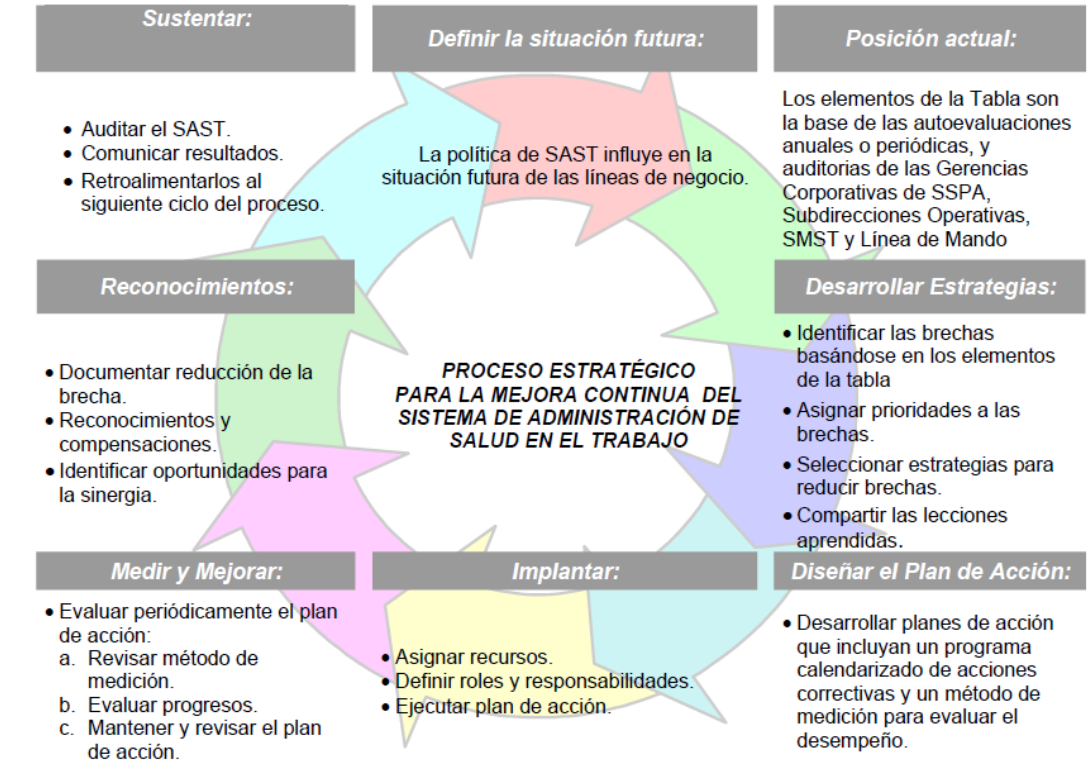 Sustentar:
• Auditar el SAST.
• Comunicar resultados.
• Retroalimentarlos al
siguiente ciclo del proceso.
Definir la situación futura:
La política de SAST influye en la
situación futura de las líneas de negocio.
Posición actual:
Los elementos de la Tabla son
la base de las autoevaluaciones
anuales o periódicas, y
auditorias de las Gerencias
Corporativas de SSPA,
Subdirecciones Operativas,
SMST y Línea de Mando
Reconocimientos:
• Documentar reducción de la
brecha.
• Reconocimientos y
compensaciones.
• Identificar oportunidades para
la sinergia.
PROCESO ESTRATÉGICO
PARA LA MEJORA CONTINUA DEL
SISTEMA DE ADMINISTRACIÓN DE
SALUD EN EL TRABAJO
Desarrollar Estrategias:
• Identificar las brechas
basándose en los elementos
de la tabla
• Asignar prioridades a las
brechas.
• Seleccionar estrategias para
reducir brechas.
• Compartir las lecciones
aprendidas.
Medir y Mejorar:
• Evaluar periódicamente el plan
de acción:
a. Revisar método de
medición.
b. Evaluar progresos.
c. Mantener y revisar el plan
de acción.
Implantar:
• Asignar recursos.
• Definir roles y responsabilidades.
• Ejecutar plan de acción.
Diseñar el Plan de Acción:
• Desarrollar planes de acción
que incluyan un programa
calendarizado de acciones
correctivas y un método de
medición para evaluar el
desempeño.